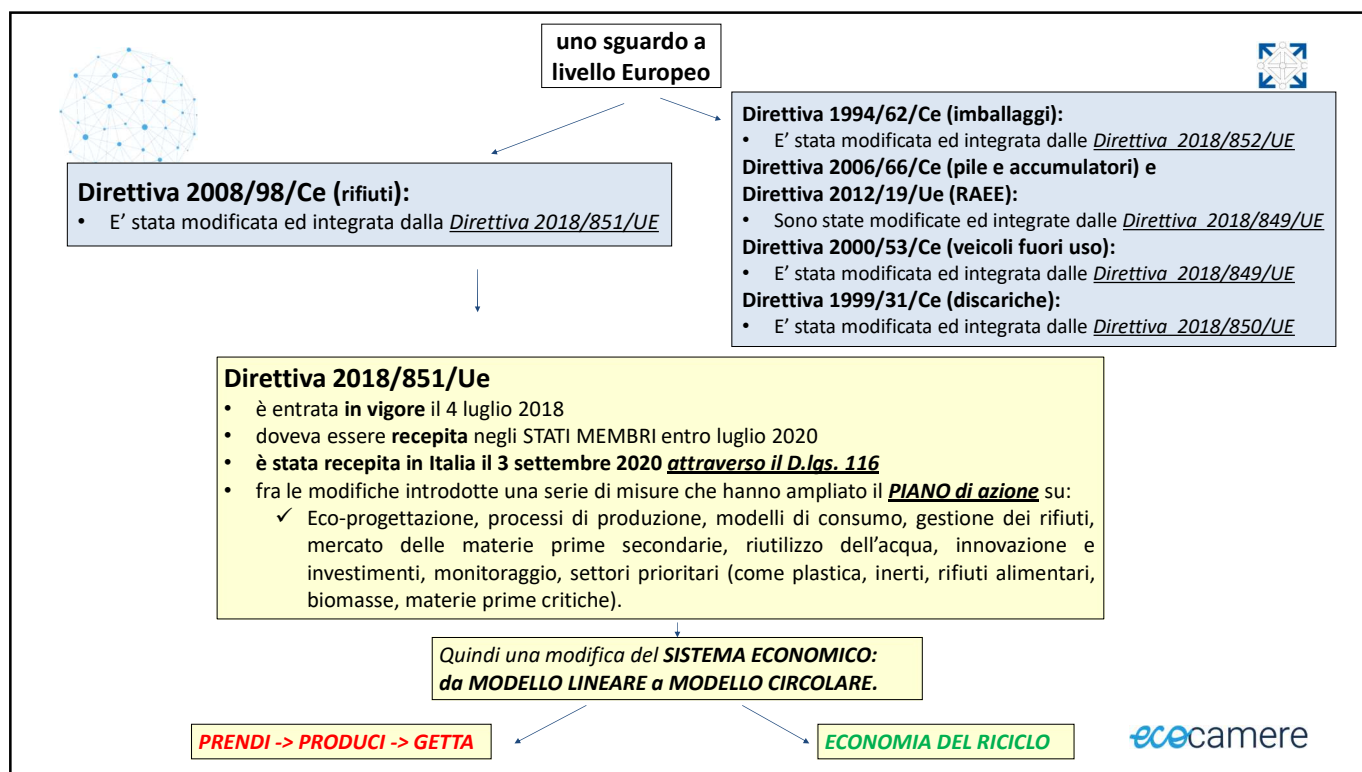 uno sguardo a
livello Europeo
Direttiva 2008/98/Ce (rifiuti):
• E’ stata modificata ed integrata dalla Direttiva 2018/851/UE
Direttiva 1994/62/Ce (imballaggi):
• E’ stata modificata ed integrata dalle Direttiva 2018/852/UE
Direttiva 2006/66/Ce (pile e accumulatori) e
Direttiva 2012/19/Ue (RAEE):
• Sono state modificate ed integrate dalle Direttiva 2018/849/UE
Direttiva 2000/53/Ce (veicoli fuori uso):
• E’ stata modificata ed integrata dalle Direttiva 2018/849/UE
Direttiva 1999/31/Ce (discariche):
• E’ stata modificata ed integrata dalle Direttiva 2018/850/UE
Direttiva 2018/851/Ue
• è entrata in vigore il 4 luglio 2018
• doveva essere recepita negli STATI MEMBRI entro luglio 2020
• è stata recepita in Italia il 3 settembre 2020 attraverso il D.lgs. 116
• fra le modifiche introdotte una serie di misure che hanno ampliato il PIANO di azione su:
✓ Eco-progettazione, processi di produzione, modelli di consumo, gestione dei rifiuti,
mercato delle materie prime secondarie, riutilizzo dell’acqua, innovazione e
investimenti, monitoraggio, settori prioritari (come plastica, inerti, rifiuti alimentari,
biomasse, materie prime critiche).
Quindi una modifica del SISTEMA ECONOMICO:
da MODELLO LINEARE a MODELLO CIRCOLARE.
PRENDI -> PRODUCI -> GETTA
ECONOMIA DEL RICICLO
ecocamere